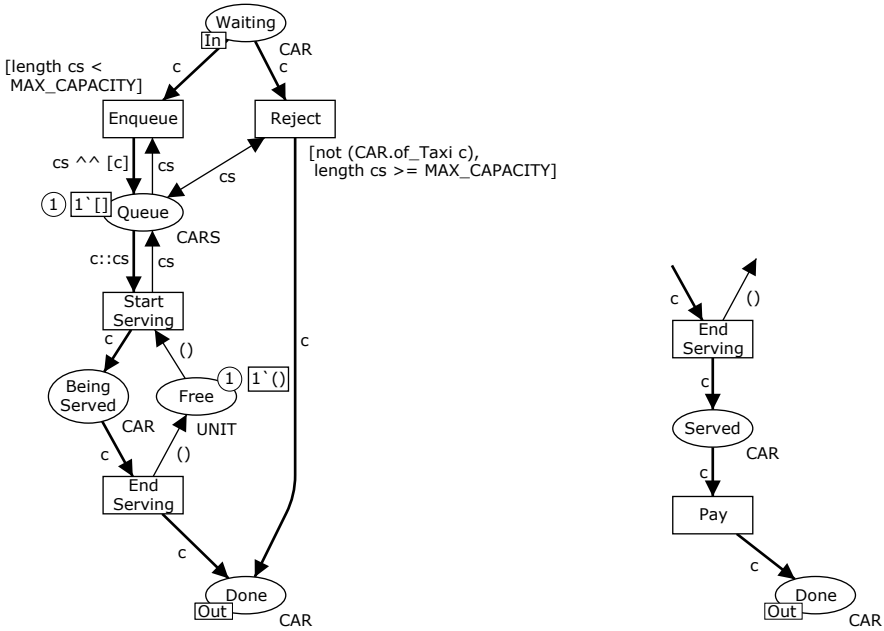 Waiting
In
CAR
c
c
[length cs <
MAX_CAPACITY]
Enqueue
Reject
[not (CAR.of_Taxi c),
length cs >= MAX_CAPACITY]
cs ^^ [c]
cs
cs
1
1`[]
Queue
CARS
c::cs
cs
Start
Serving
c
()
c
Being
Served
CAR
Free
1
1`()
UNIT
c
()
End
Serving
c
Done
Out
CAR
c
()
End
Serving
c
Served
CAR
c
Pay
c
Done
Out
CAR